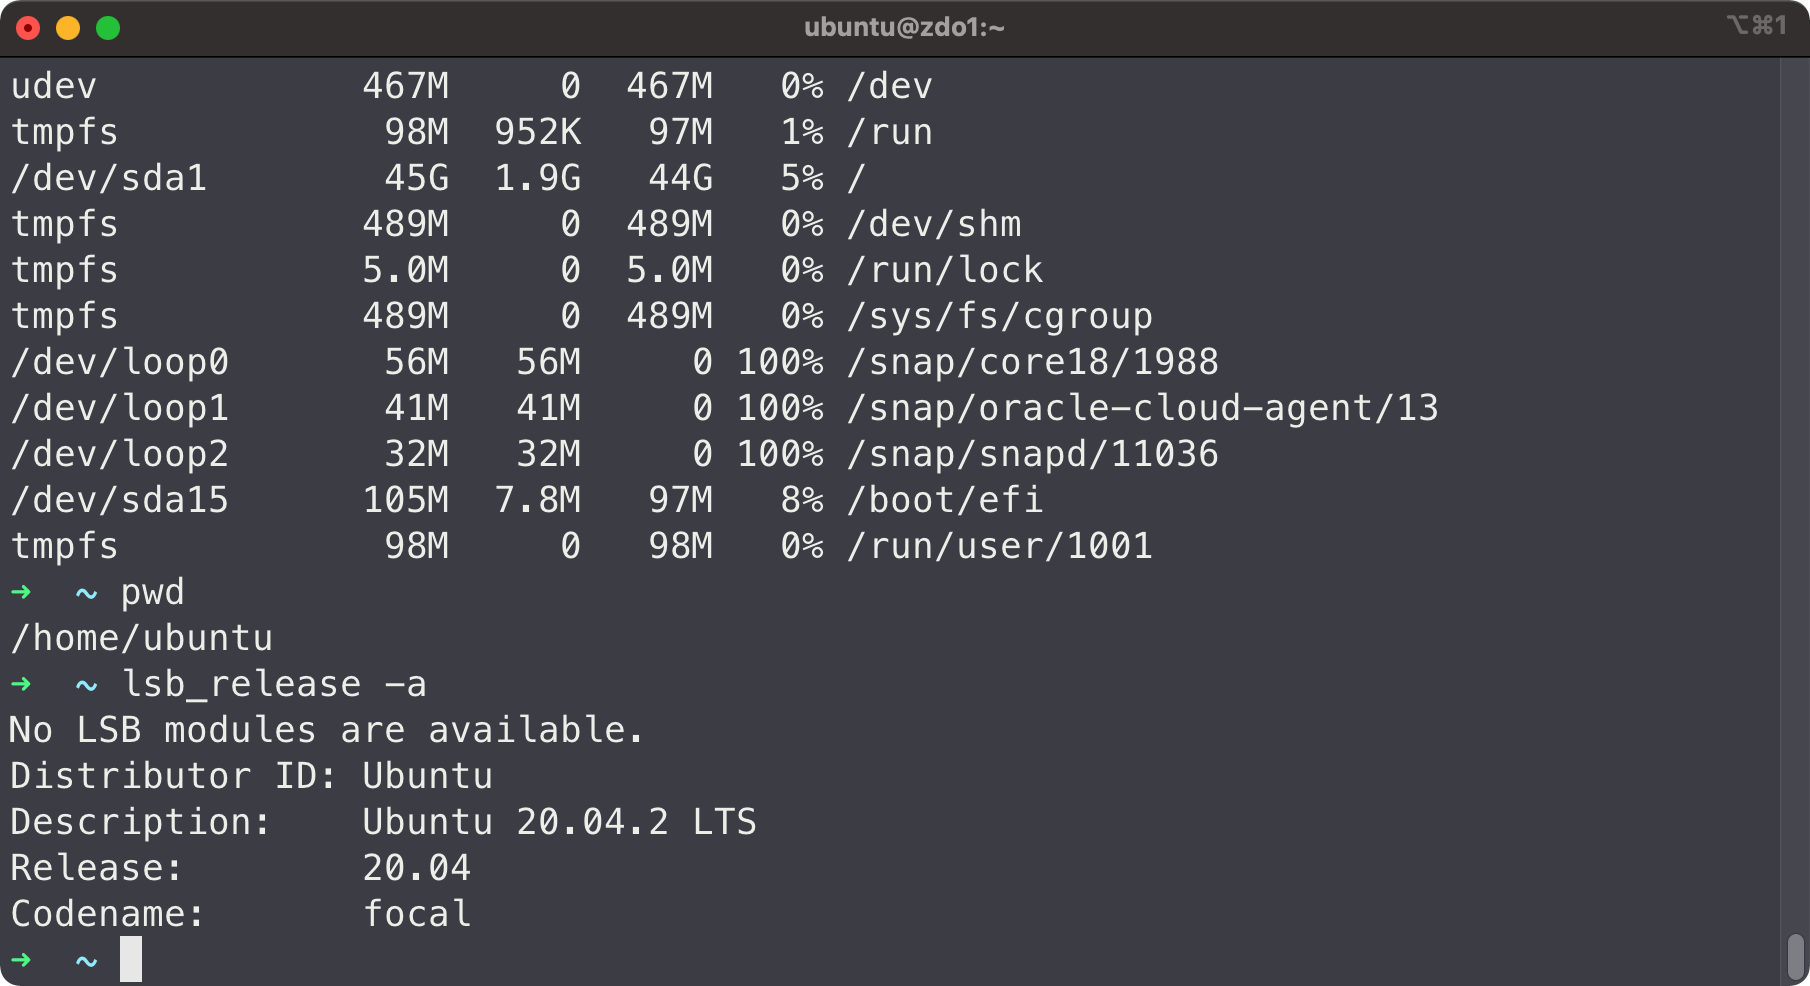 ubuntu@zdo1:~ ⌥⌘1
udev            467M     0  467M   0% /dev
tmpfs            98M  952K   97M   1% /run
/dev/sda1        45G  1.9G   44G   5% /
tmpfs           489M     0  489M   0% /dev/shm
tmpfs           5.0M     0  5.0M   0% /run/lock
tmpfs           489M     0  489M   0% /sys/fs/cgroup
/dev/loop0       56M   56M     0 100% /snap/core18/1988
/dev/loop1       41M   41M     0 100% /snap/oracle-cloud-agent/13
/dev/loop2       32M   32M     0 100% /snap/snapd/11036
/dev/sda15      105M  7.8M   97M   8% /boot/efi
tmpfs            98M     0   98M   0% /run/user/1001
➜  ~ pwd
/home/ubuntu
➜  ~ lsb_release -a
No LSB modules are available.
Distributor ID: Ubuntu
Description:    Ubuntu 20.04.2 LTS
Release:        20.04
Codename:       focal
➜  ~